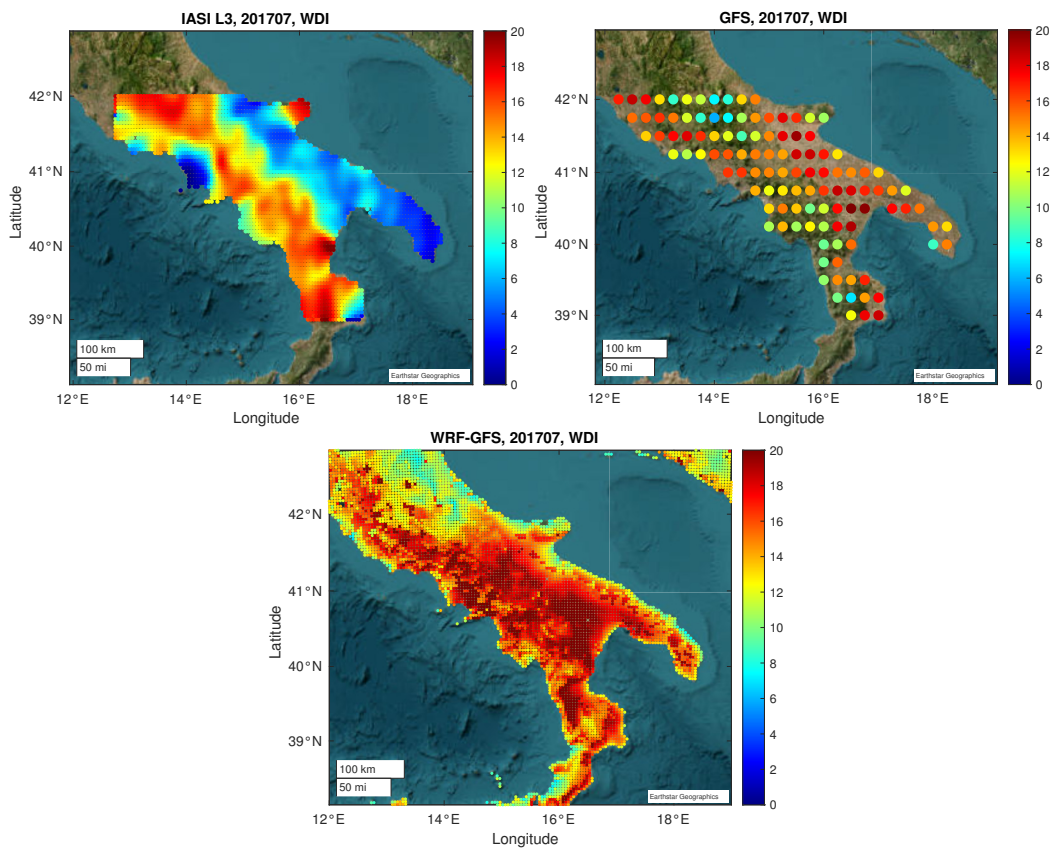 IASI L3, 201707, WDI
42°N
41°N
40°N
39°N
Latitude
100 km
50 mi
Earthstar Geographics
12°E
14°E
16°E
18°E
Longitude
20
18
16
14
12
10
8
6
4
2
0
GFS, 201707, WDI
42°N
41°N
40°N
39°N
Latitude
100 km
50 mi
Earthstar Geographics
12°E
14°E
16°E
18°E
Longitude
20
18
16
14
12
10
8
6
4
2
0
WRF-GFS, 201707, WDI
42°N
41°N
40°N
39°N
Latitude
100 km
50 mi
Earthstar Geographics
12°E
14°E
16°E
18°E
Longitude
20
18
16
14
12
10
8
6
4
2
0